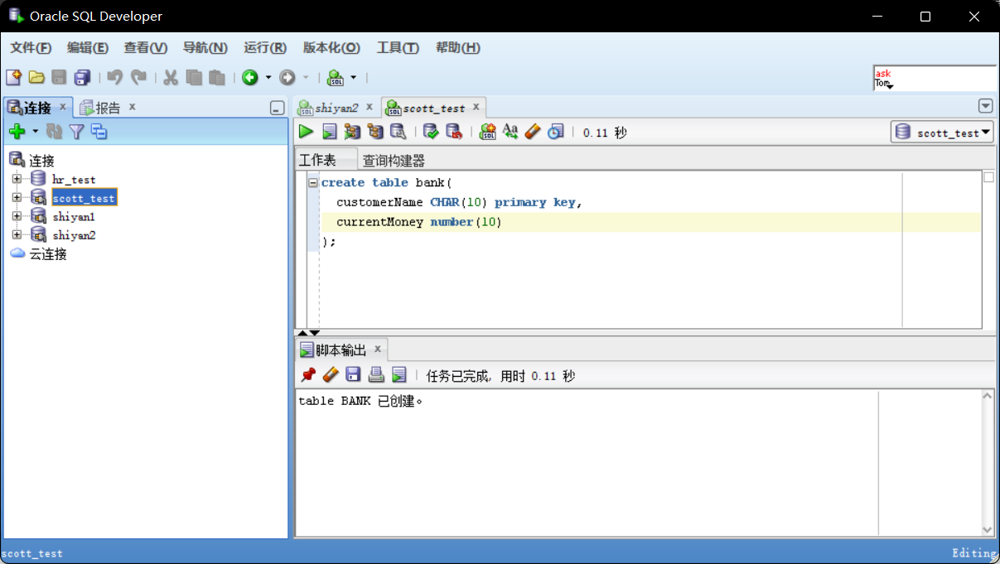 Oracle SQL Developer
文件(F) 编辑(E) 查看(V) 导航(N) 运行(R) 版本化(O) 工具(T) 帮助(H)
SQL
ask
Tom
连接 报告
shiyan2 scott_test
0.11 秒 scott_test
连接
hr_test
scott_test
shiyan1
shiyan2
云连接
工作表 查询构建器
create table bank(
customerName CHAR(10) primary key,
currentMoney number(10)
);
脚本输出
任务已完成, 用时 0.11 秒
table BANK 已创建。
scott_test Editing